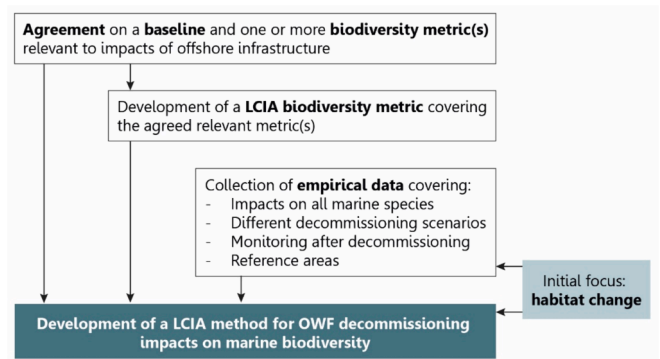 Agreement on a baseline and one or more biodiversity metric(s)
relevant to impacts of offshore infrastructure
Development of a LCIA biodiversity metric covering
the agreed relevant metric(s)
Collection of empirical data covering:
- Impacts on all marine species
- Different decommissioning scenarios
- Monitoring after decommissioning
- Reference areas
Initial focus:
habitat change
Development of a LCIA method for OWF decommissioning
impacts on marine biodiversity